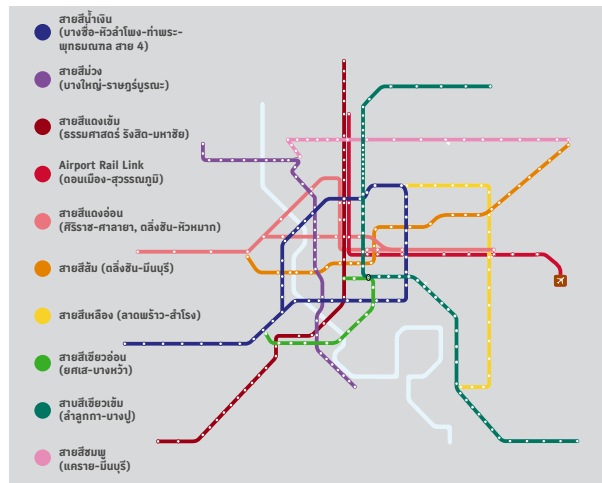 สายสีน้ำเงิน
(บางซื่อ-หัวลำโพง-ท่าพระ-
พุทธมณฑล สาย 4)
สายสีม่วง
(บางใหญ่-ราษฎร์บูรณะ)
สายสีแดงเข้ม
(ธรรมศาสตร์ รังสิต-มหาชัย)
Airport Rail Link
(ดอนเมือง-สุวรรณภูมิ)
สายสีแดงอ่อน
(ศิริราช-ศาลายา, ตลิ่งชัน-หัวหมาก)
สายสีส้ม (ตลิ่งชัน-มีนบุรี)
สายสีเหลือง (ลาดพร้าว-สำโรง)
สายสีเขียวอ่อน
(ยศเส-บางหว้า)
สาบสีเขียวเข้ม
(ลำลูกกา-บางปู)
สายสีชมพู
(แคราย-มีนบุรี)